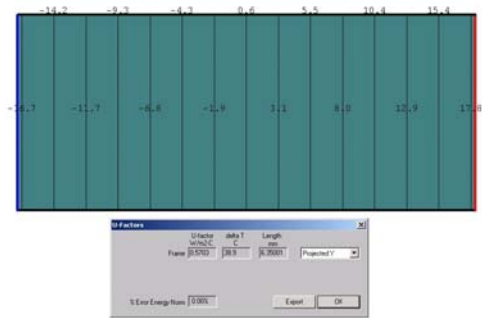 -14.2 -9.3 -4.3 0.6 5.5 10.4 15.4
-16.7 -11.7 -6.8 -1.9 3.1 8.0 12.9 17.8
U-factors
U-factor delta T Length
W/m2-C C mm
Frame 0.5703 38.9 6.35001 Projected Y
% Error Energy Norm 0.00% Export OK